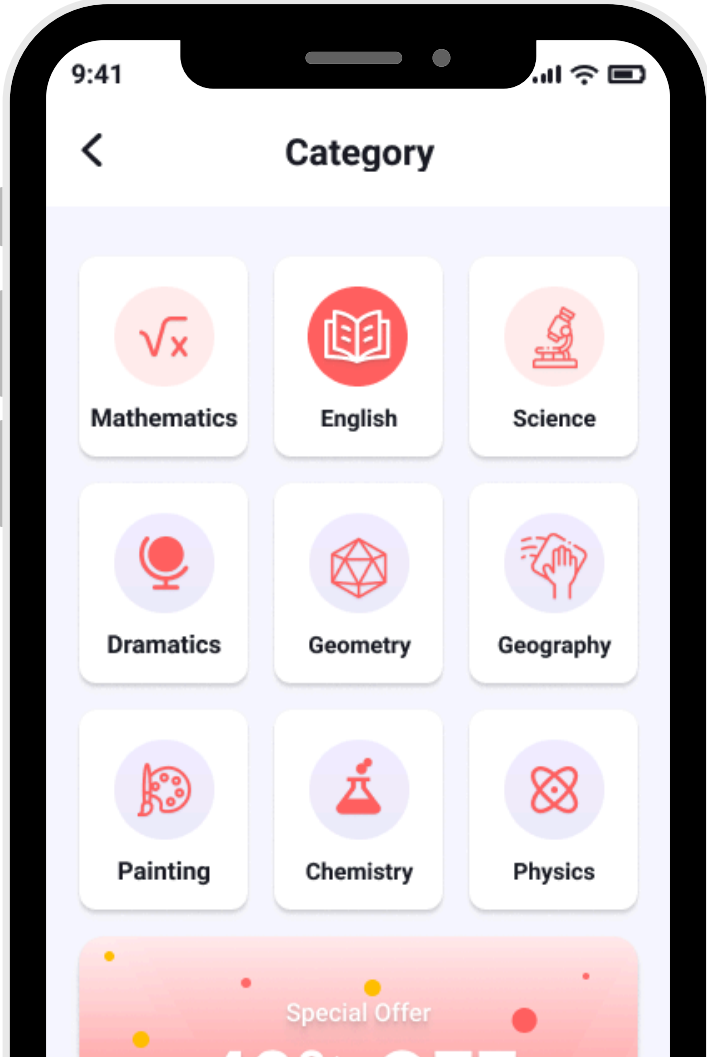 9:41
Category
√x
Mathematics
English
Science
Dramatics
Geometry
Geography
Painting
Chemistry
Physics
Special Offer